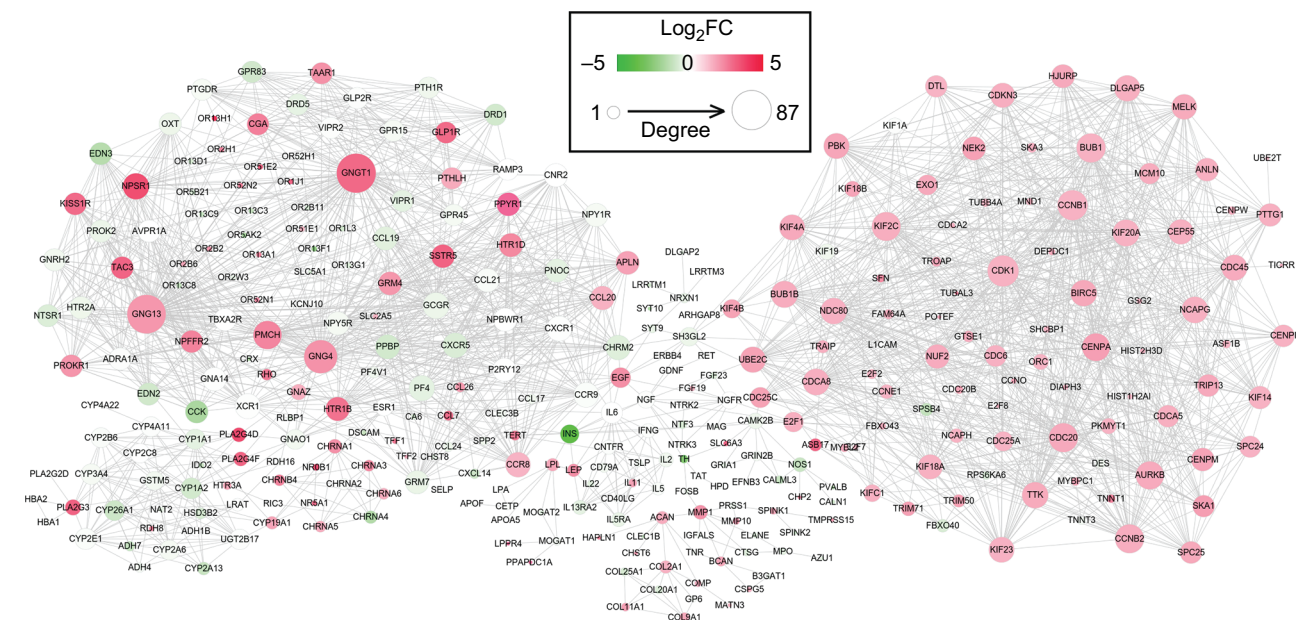 Log2FC
–5 0 5
1 Degree 87
GPR83
TAAR1
PTGDR
GLP2R
PTH1R
DRD5
DRD1
OR13H1
OXT
CGA
VIPR2
GPR15
GLP1R
OR2H1
EDN3
OR13D1
OR52H1
OR51E2
RAMP3
CNR2
GNGT1
NPSR1
OR52N2
OR1J1
PTHLH
OR5B21
KISS1R
VIPR1
PPYR1
OR13C9
OR13C3
OR2B11
GPR45
NPY1R
PROK2
AVPR1A
OR51E1
OR1L3
OR5AK2
CCL19
HTR1D
OR2B2
OR13F1
OR13A1
SSTR5
GNRH2
TAC3
OR2B6
OR13G1
APLN
PNOC
SLC5A1
CCL21
OR2W3
OR13C8
GRM4
GCGR
CCL20
OR52N1
KCNJ10
HTR2A
NTSR1
GNG13
TBXA2R
SLC2A5
NPY5R
NPBWR1
CXCR1
PMCH
NPFFR2
PPBP
CXCR5
CHRM2
ADRA1A
CRX
GNG4
PROKR1
RHO
PF4V1
P2RY12
EGF
GNA14
EDN2
GNAZ
PF4
CCL26
CCR9
CCL17
CYP4A22
CCK
XCR1
HTR1B
ESR1
CA6
CCL7
CLEC3B
IL6
RLBP1
CYP4A11
DSCAM
CYP2B6
CYP1A1
PLA2G4D
GNAO1
TFF1
CCL24
SPP2
TERT
INS
CHRNA1
CYP2C8
IDO2
PLA2G4F
RDH16
TFF2
CHST8
CCR8
LPL
LEP
PLA2G2D
CYP3A4
GSTM5
NR0B1
CHRNA3
CXCL14
CYP1A2
HTR3A
CHRNB4
CHRNA2
GRM7
HBA2
PLA2G3
LRAT
RIC3
NR5A1
CHRNA6
SELP
LPA
HBA1
CYP26A1
NAT2
HSD3B2
CHRNA4
APOF
CETP
RDH8
ADH1B
CYP19A1
CHRNA5
APOA5
MOGAT2
CYP2E1
ADH7
UGT2B17
CYP2A6
LPPR4
MOGAT1
ADH4
CYP2A13
PPAPDC1A
DLGAP2
LRRTM3
LRRTM1
NRXN1
SYT10
ARHGAP8
KIF4B
SYT9
SH3GL2
ERBB4
RET
GDNF
FGF23
FGF19
NGF
NGFR
NTRK2
NTF3
MAG
CAMK2B
IFNG
CNTFR
NTRK3
SLC6A3
CD79A
TSLP
IL2
TH
GRIN2B
GRIA1
NOS1
TAT
IL22
IL11
CALML3
CD40LG
IL5
HPD
EFNB3
CHP2
PVALB
CALN1
FOSB
IL13RA2
IL5RA
ACAN
MMP1
PRSS1
SPINK1
TMPRSS15
MMP10
HAPLN1
CLEC1B
IGFALS
ELANE
SPINK2
CHST6
TNR
CTSG
MPO
AZU1
COL2A1
BCAN
COL25A1
B3GAT1
COL20A1
COMP
CSPG5
GP6
COL11A1
MATN3
COL9A1
DTL
HJURP
DLGAP5
CDKN3
MELK
KIF1A
PBK
NEK2
SKA3
BUB1
UBE2T
MCM10
ANLN
EXO1
KIF18B
TUBB4A
MND1
CCNB1
CENPW
PTTG1
KIF4A
KIF2C
CDCA2
KIF20A
CEP55
KIF19
DEPDC1
TROAP
CDC45
TICRR
SFN
CDK1
BUB1B
TUBAL3
BIRC5
GSG2
NDC80
FAM64A
POTEF
NCAPG
GTSE1
SHCBP1
L1CAM
CENPA
ASF1B
TRAIP
HIST2H3D
UBE2C
NUF2
CDC6
ORC1
E2F2
CDCA8
CCNO
DIAPH3
TRIP13
CCNE1
CDC20B
HIST1H2AI
KIF14
CDC25C
E2F8
SPSB4
CDCA5
E2F1
FBXO43
PKMYT1
NCAPH
CDC25A
CDC20
ASB17
SPC24
DES
CENPM
KIF18A
RPS6KA6
MYBPC1
AURKB
KIFC1
TTK
TNNT1
TRIM71
TRIM50
SKA1
TNNT3
FBXO40
KIF23
CCNB2
SPC25